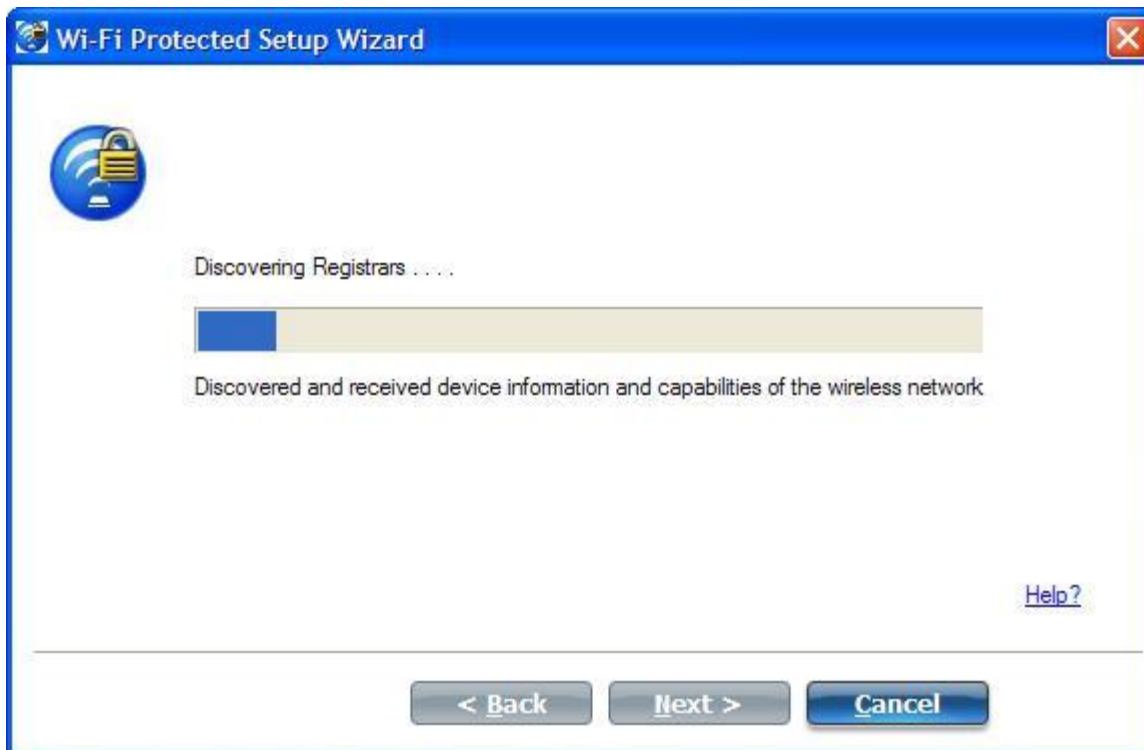 Wi-Fi Protected Setup Wizard
Discovering Registrars . . . .
Discovered and received device information and capabilities of the wireless network
Help?
< Back
Next >
Cancel